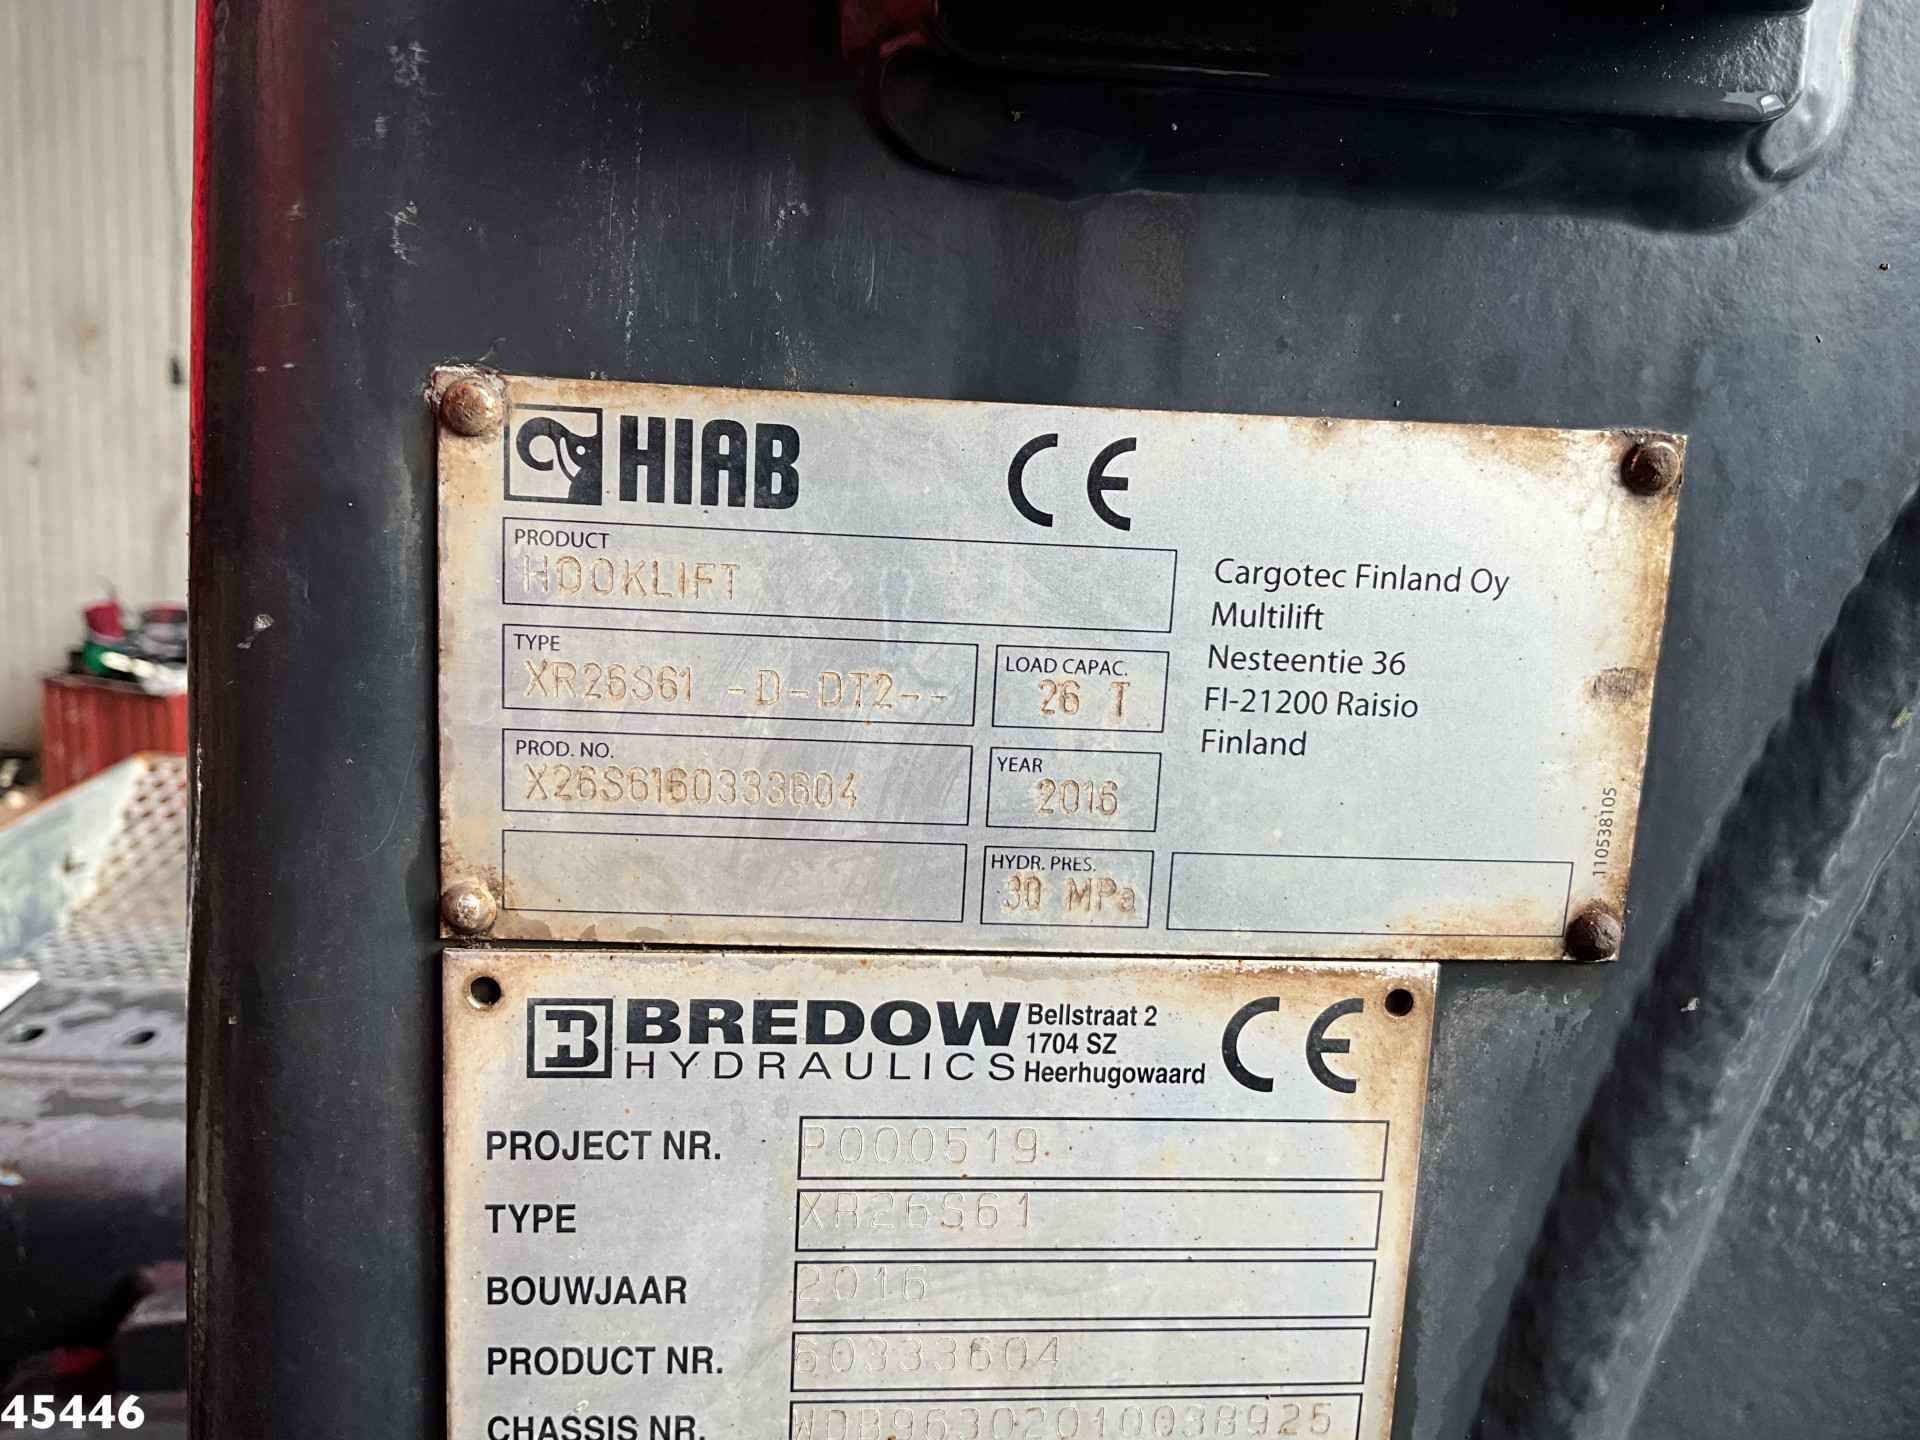 HIAB CE
PRODUCT
HOOKLIFT
TYPE
XR26S61 -D-DT2--
LOAD CAPAC.
26 T
PROD. NO.
X26S6160333604
YEAR
2016
HYDR. PRES.
30 MPa
Cargotec Finland Oy
Multilift
Nesteentie 36
FI-21200 Raisio
Finland
110538105
BREDOW
HYDRAULICS
Bellstraat 2
1704 SZ
Heerhugowaard
CE
PROJECT NR. P000519
TYPE XR26S61
BOUWJAAR 2016
PRODUCT NR. 60333604
CHASSIS NR. WDB96302010038925
45446